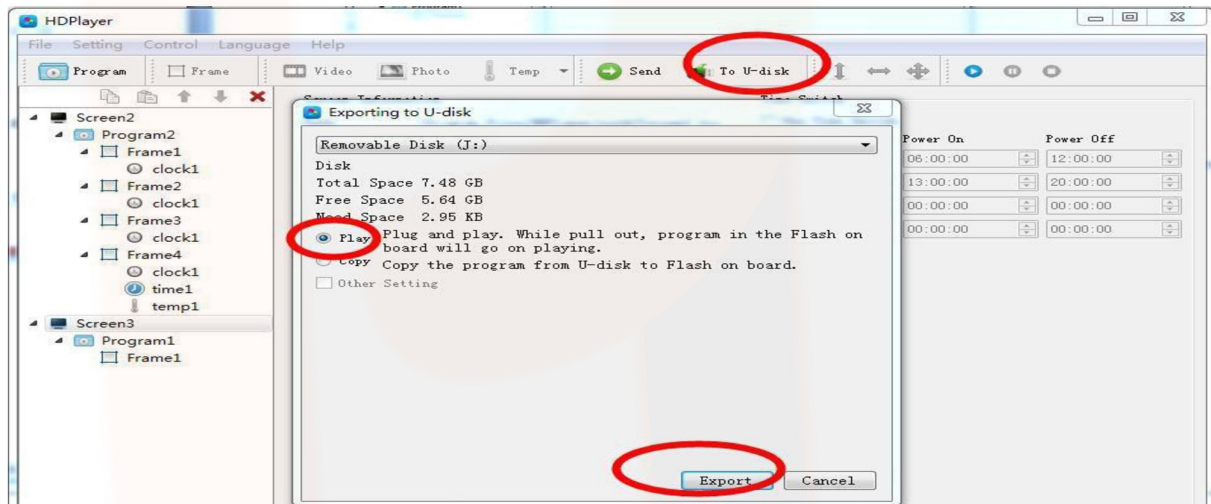 HDPlayer
File Setting Control Language Help
Program Frame Video Photo Temp Send To U-disk
Screen2
Program2
Frame1
clock1
Frame2
clock1
Frame3
clock1
Frame4
clock1
time1
temp1
Screen3
Program1
Frame1
Exporting to U-disk
Removable Disk (J:)
Disk
Total Space 7.48 GB
Free Space 5.64 GB
Need Space 2.95 KB
Play Plug and play. While pull out, program in the Flash on
board will go on playing.
Copy Copy the program from U-disk to Flash on board.
Other Setting
Export Cancel
Power On Power Off
06:00:00 12:00:00
13:00:00 20:00:00
00:00:00 00:00:00
00:00:00 00:00:00